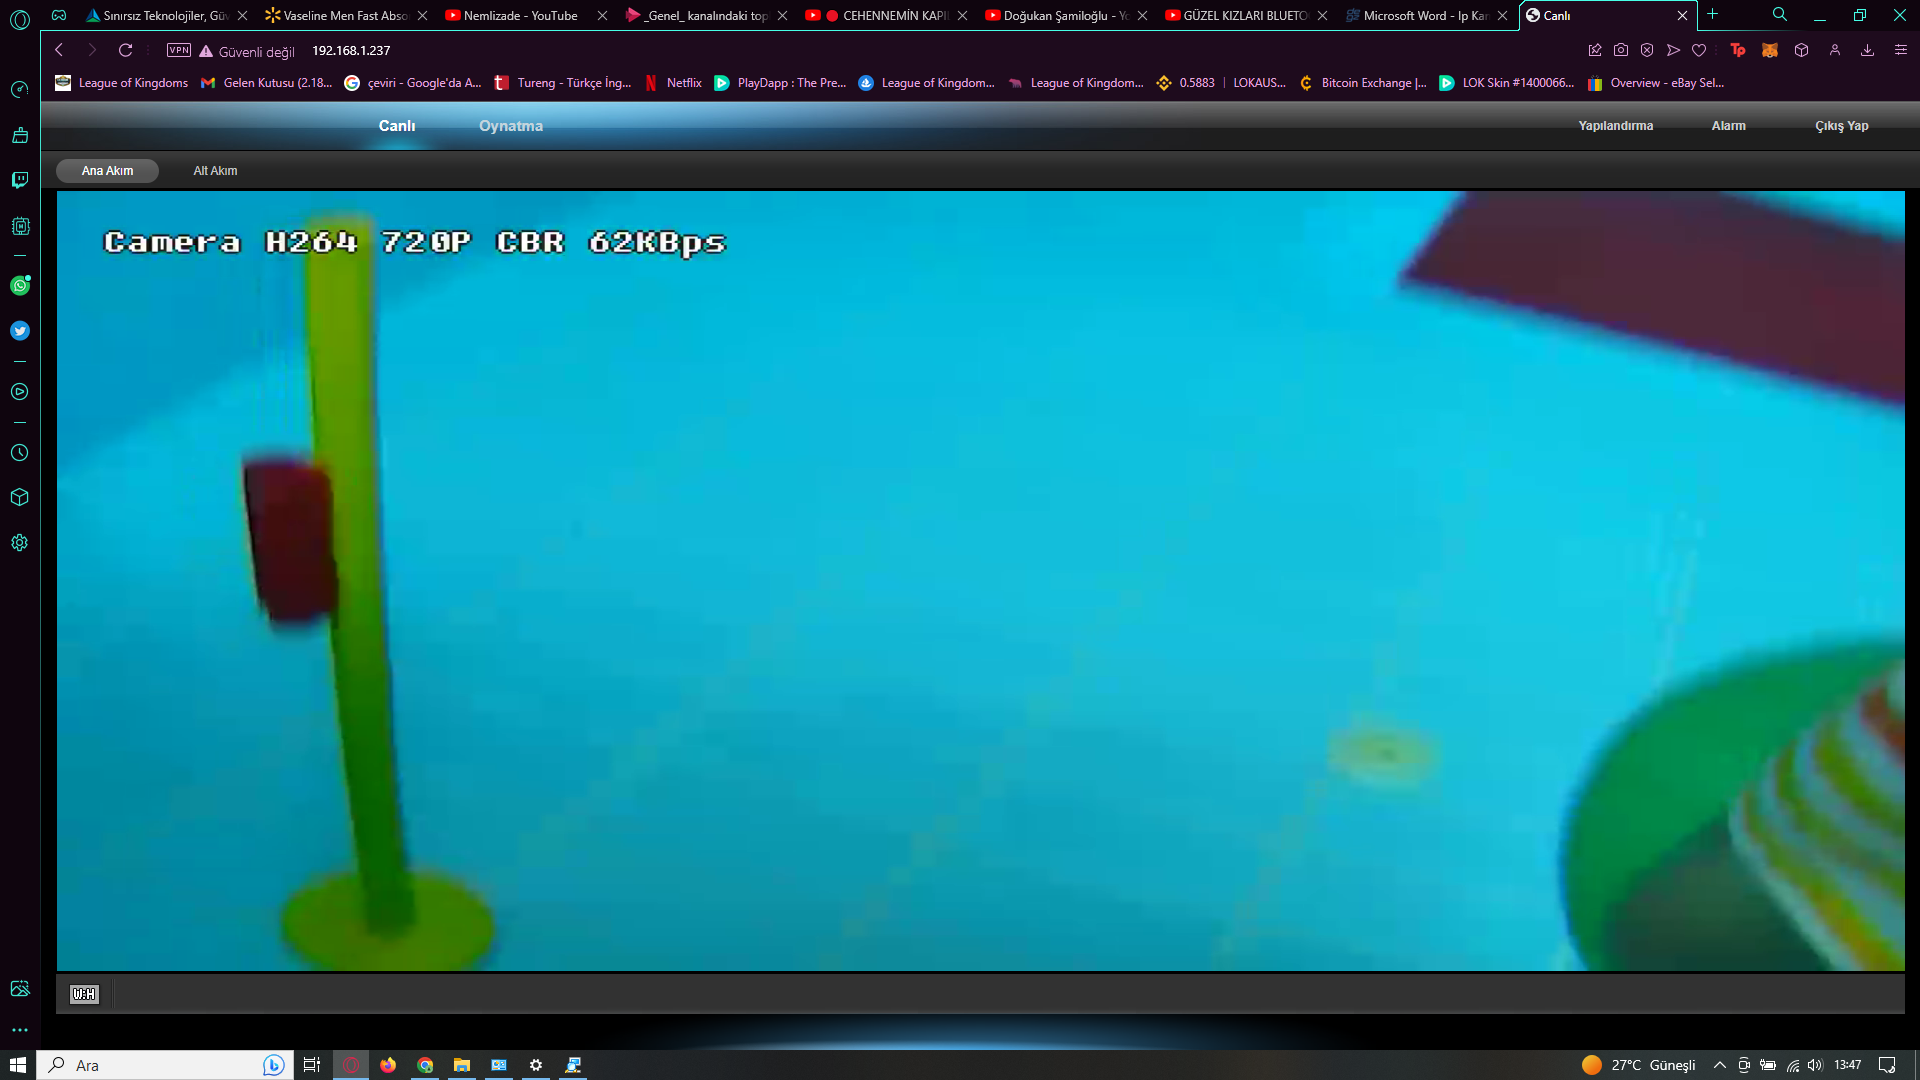 Sınırsız Teknolojiler, Gü
Vaseline Men Fast Abso
Nemlizade - YouTube
_Genel_ kanalındaki top
CEHENNEMİN KAPI
Doğukan Şamiloğlu - Yo
GÜZEL KIZLARI BLUETO
Microsoft Word - Ip Kam
Canlı
VPN
Güvenli değil
192.168.1.237
Tp
League of Kingdoms
Gelen Kutusu (2.18...
çeviri - Google'da A...
Tureng - Türkçe İng...
Netflix
PlayDapp : The Pre...
League of Kingdom...
League of Kingdom...
0.5883 | LOKAUS...
Bitcoin Exchange |...
LOK Skin #1400066...
Overview - eBay Sel...
Canlı
Oynatma
Yapılandırma
Alarm
Çıkış Yap
Ana Akım
Alt Akım
Camera H264 720P CBR 62KBps
W:H
Ara
27°C Güneşli
13:47